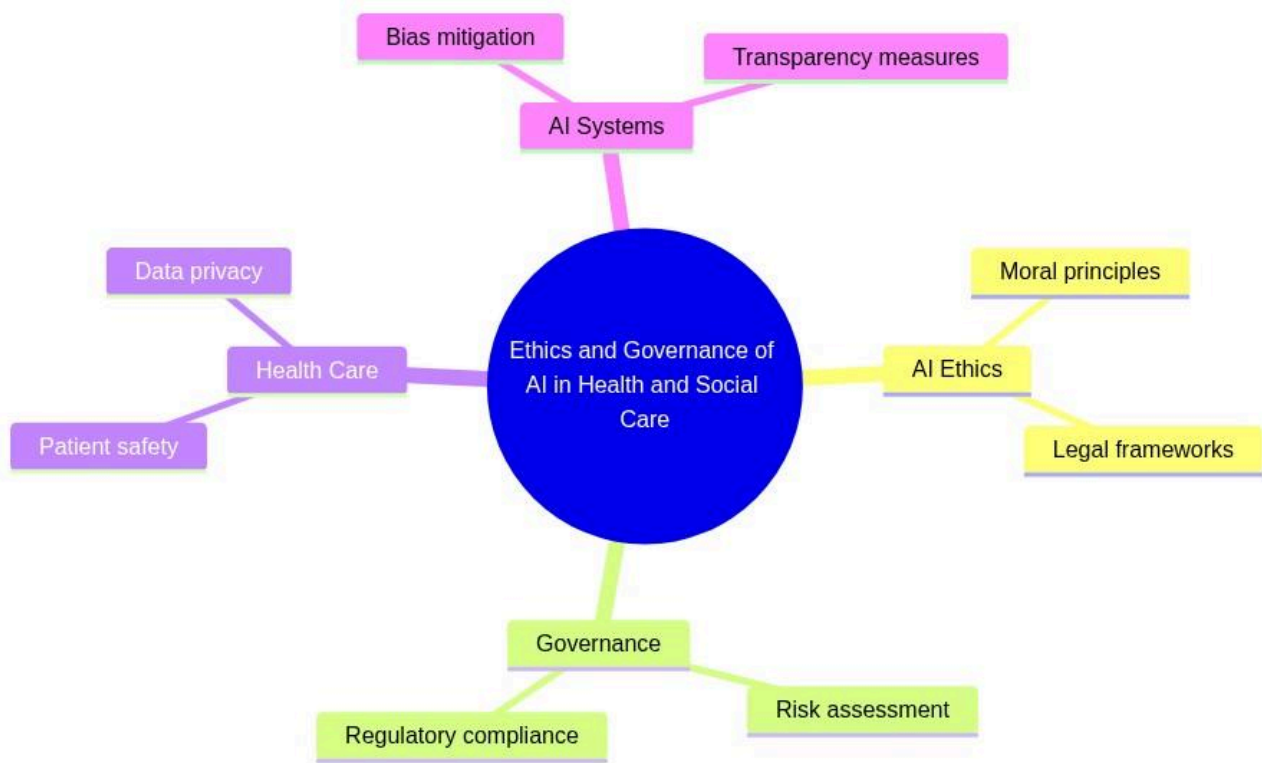 Bias mitigation
Transparency measures
AI Systems
Data privacy
Moral principles
Ethics and Governance of
AI in Health and Social
Care
Health Care
AI Ethics
Patient safety
Legal frameworks
Governance
Risk assessment
Regulatory compliance